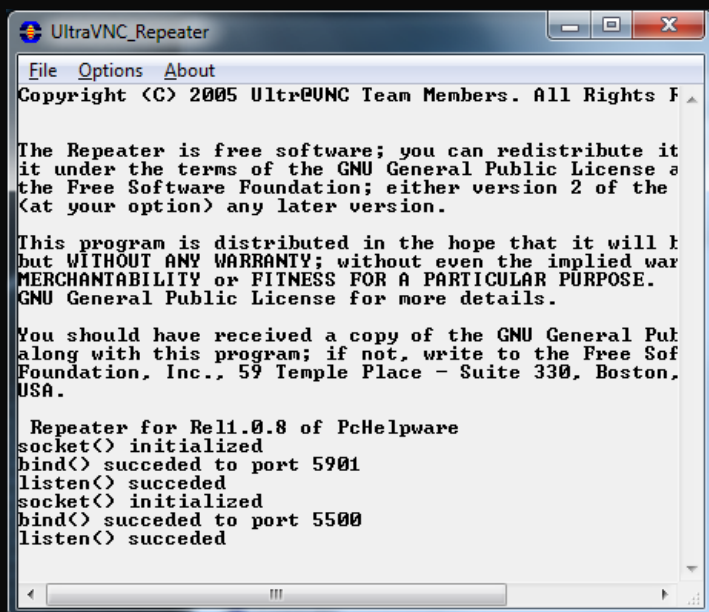 UltraVNC_Repeater
File Options About
Copyright (C) 2005 Ultr@VNC Team Members. All Rights
The Repeater is free software; you can redistribute it
it under the terms of the GNU General Public License a
the Free Software Foundation; either version 2 of the
(at your option) any later version.
This program is distributed in the hope that it will
but WITHOUT ANY WARRANTY; without even the implied war
MERCHANTABILITY or FITNESS FOR A PARTICULAR PURPOSE.
GNU General Public License for more details.
You should have received a copy of the GNU General Pu
along with this program; if not, write to the Free Sof
Foundation, Inc., 59 Temple Place - Suite 330, Boston,
USA.
Repeater for Rel1.0.8 of PcHelpware
socket() initialized
bind() succeded to port 5901
listen() succeded
socket() initialized
bind() succeded to port 5500
listen() succeded